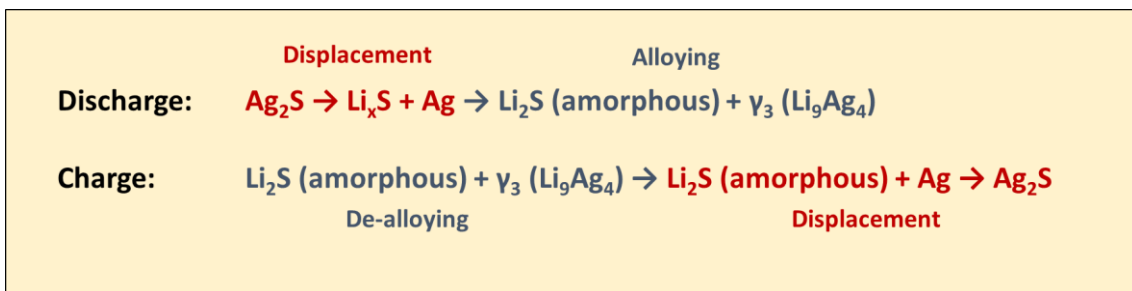 Displacement Alloying
Discharge: Ag₂S → LiₓS + Ag → Li₂S (amorphous) + γ₃ (Li₉Ag₄)
Charge: Li₂S (amorphous) + γ₃ (Li₉Ag₄) → Li₂S (amorphous) + Ag → Ag₂S
De-alloying Displacement